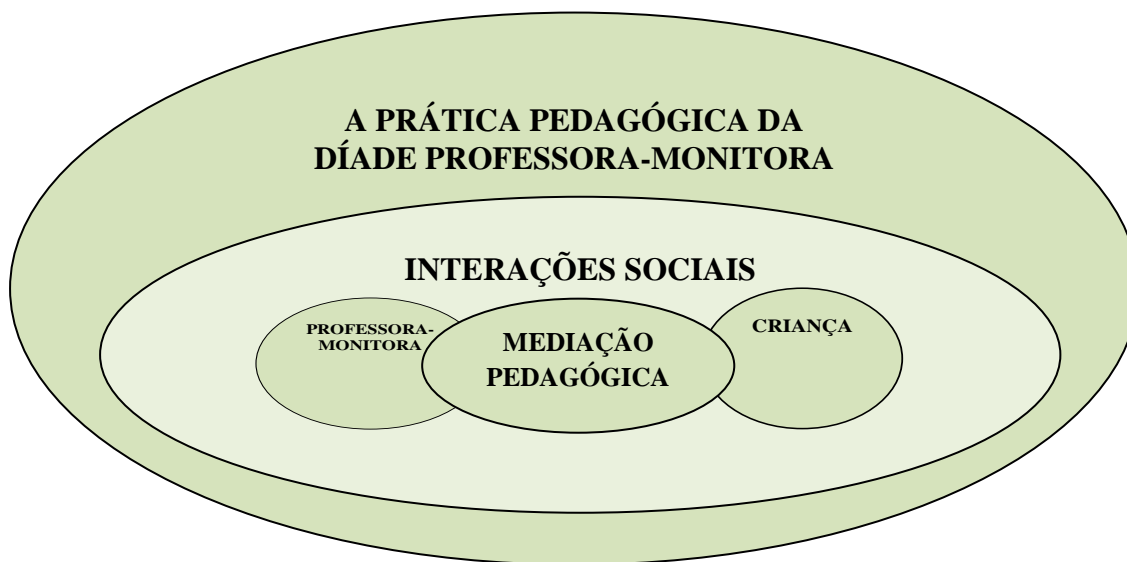 A PRÁTICA PEDAGÓGICA DA
DÍADE PROFESSORA-MONITORA
INTERAÇÕES SOCIAIS
PROFESSORA-
MONITORA
MEDIAÇÃO
PEDAGÓGICA
CRIANÇA